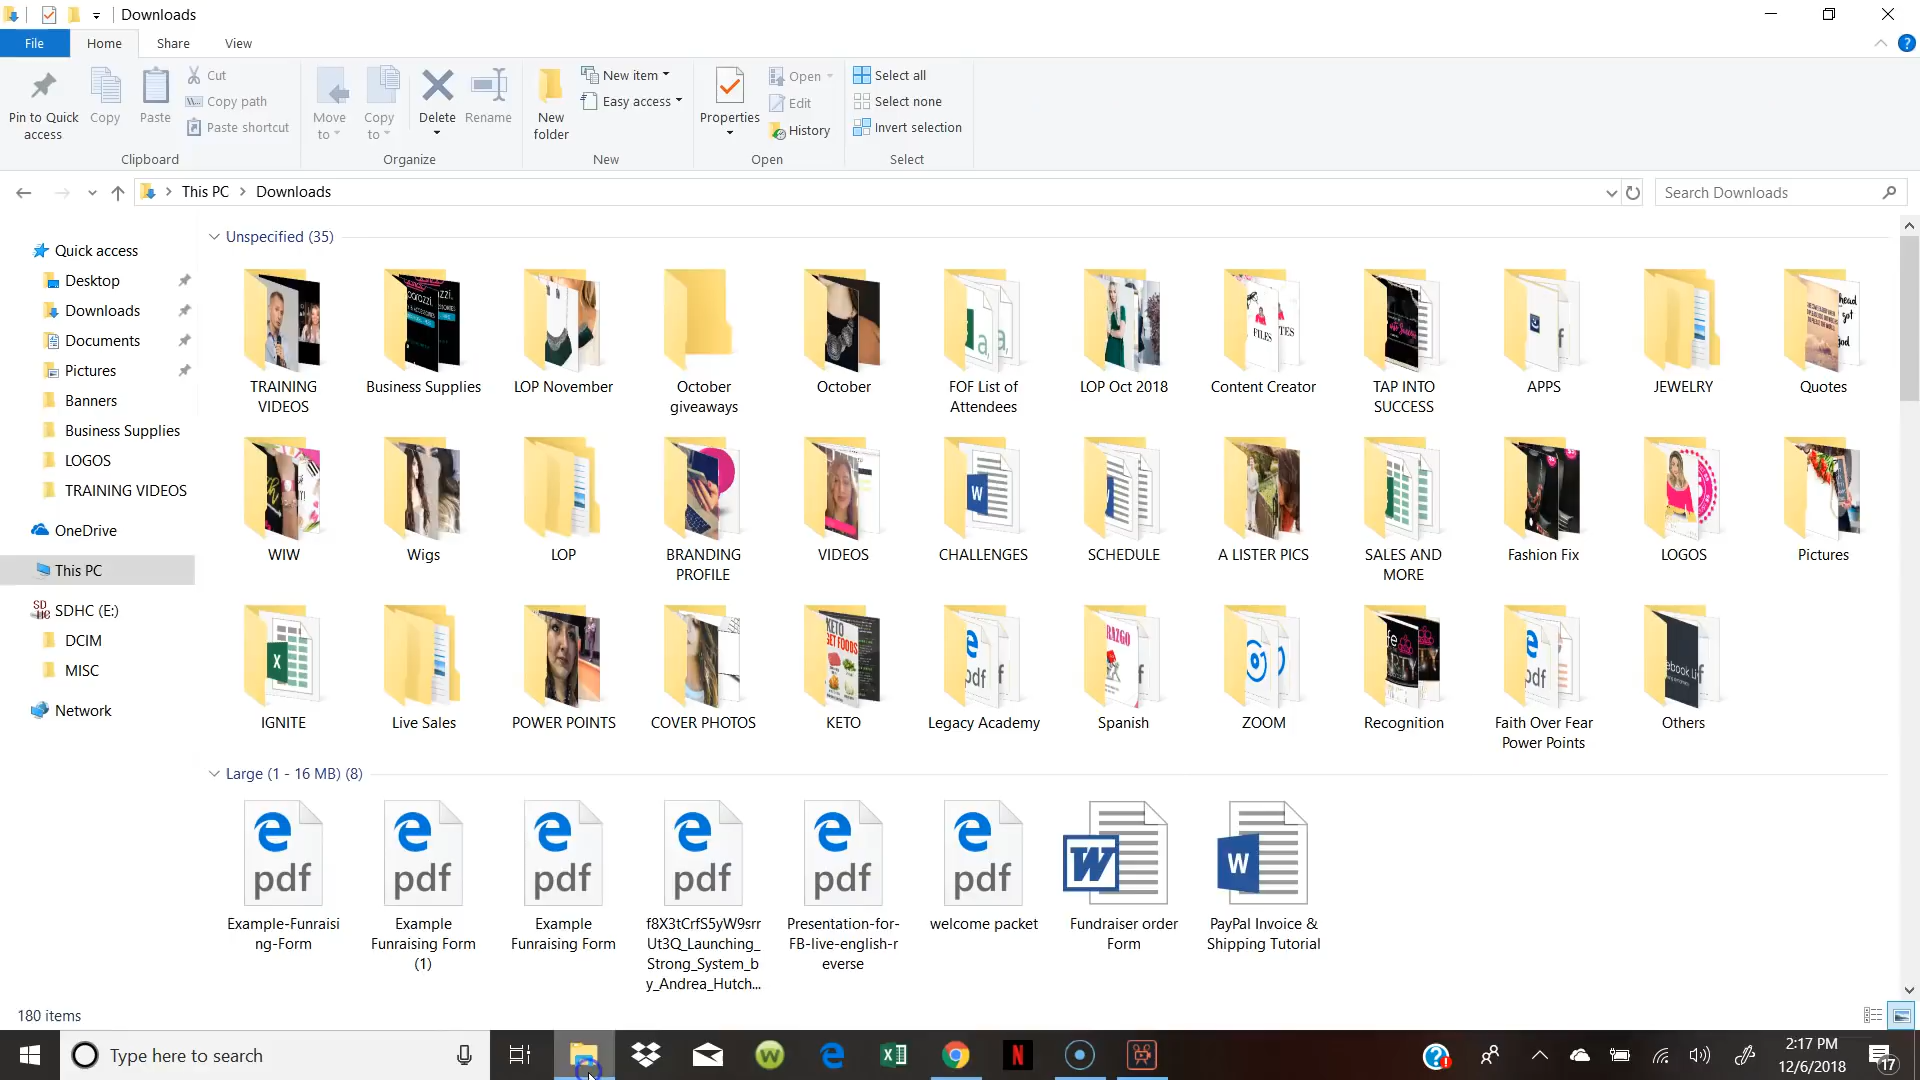 Downloads
File
Home
Share
View
Pin to Quick
access
Copy
Paste
Cut
Copy path
Paste shortcut
Clipboard
Move
to
Copy
to
Delete
Rename
Organize
New
folder
New item
Easy access
New
Properties
Open
Edit
History
Open
Select all
Select none
Invert selection
Select
This PC
Downloads
Search Downloads
Quick access
Desktop
Downloads
Documents
Pictures
Banners
Business Supplies
LOGOS
TRAINING VIDEOS
OneDrive
This PC
SDHC (E:)
DCIM
MISC
Network
Unspecified (35)
TRAINING
VIDEOS
Business Supplies
LOP November
October
giveaways
October
FOF List of
Attendees
LOP Oct 2018
FILES
Content Creator
TAP INTO
SUCCESS
APPS
JEWELRY
Quotes
WIW
Wigs
LOP
BRANDING
PROFILE
VIDEOS
CHALLENGES
SCHEDULE
A LISTER PICS
SALES AND
MORE
Fashion Fix
LOGOS
Pictures
IGNITE
Live Sales
POWER POINTS
COVER PHOTOS
KETO
Legacy Academy
Spanish
ZOOM
Recognition
Faith Over Fear
Power Points
Others
Large (1 - 16 MB) (8)
pdf
Example-Funraisi
ng-Form
pdf
Example
Funraising Form
(1)
pdf
Example
Funraising Form
pdf
f8X3tCrfS5yW9srr
Ut3Q_Launching_
Strong_System_b
y_Andrea_Hutch...
pdf
Presentation-for-
FB-live-english-r
everse
pdf
welcome packet
W
Fundraiser order
Form
W
PayPal Invoice &
Shipping Tutorial
180 items
Type here to search
2:17 PM
12/6/2018
17